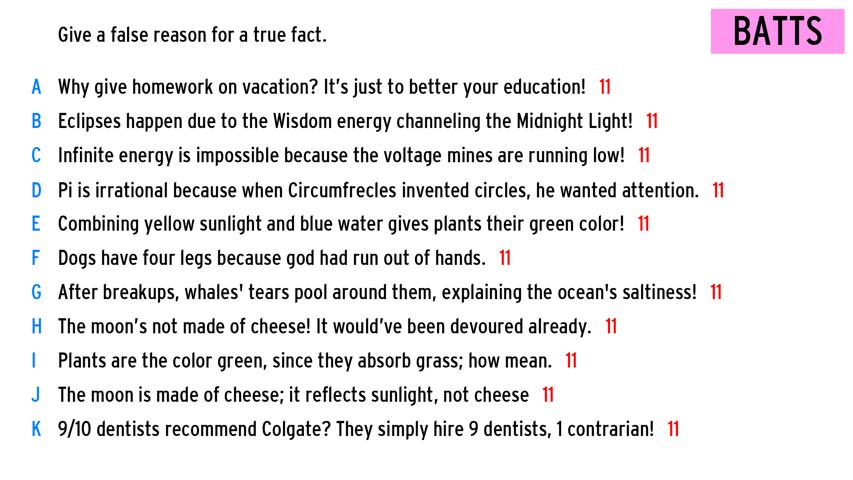 Give a false reason for a true fact.
BATTS
A Why give homework on vacation? It's just to better your education! 11
B Eclipses happen due to the Wisdom energy channeling the Midnight Light! 11
C Infinite energy is impossible because the voltage mines are running low! 11
D Pi is irrational because when Circumfrecles invented circles, he wanted attention. 11
E Combining yellow sunlight and blue water gives plants their green color! 11
F Dogs have four legs because god had run out of hands. 11
G After breakups, whales' tears pool around them, explaining the ocean's saltiness! 11
H The moon’s not made of cheese! It would’ve been devoured already. 11
I Plants are the color green, since they absorb grass; how mean. 11
J The moon is made of cheese; it reflects sunlight, not cheese 11
K 9/10 dentists recommend Colgate? They simply hire 9 dentists, 1 contrarian! 11